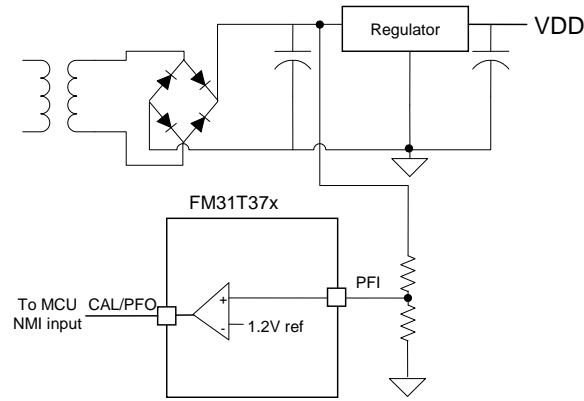 Regulator
VDD
FM31T37x
PFI
To MCU
NMI input
CAL/PFO
+
-
1.2V ref